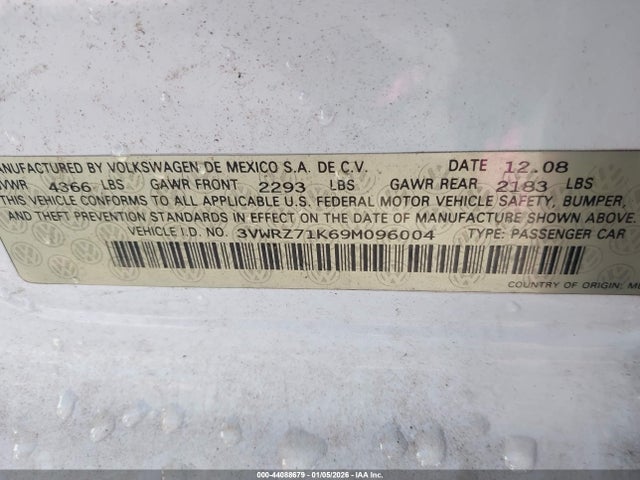 MANUFACTURED BY VOLKSWAGEN DE MEXICO S.A. DE C.V. DATE 12.08
GVWR 4366 LBS GAWR FRONT 2293 LBS GAWR REAR 2183 LBS
THIS VEHICLE CONFORMS TO ALL APPLICABLE U.S. FEDERAL MOTOR VEHICLE SAFETY, BUMPER,
AND THEFT PREVENTION STANDARDS IN EFFECT ON THE DATE OF MANUFACTURE SHOWN ABOVE.
VEHICLE I.D. NO. 3VWRZ71K69M096004 TYPE: PASSENGER CAR
COUNTRY OF ORIGIN:
000-44088679 - 01/05/2026 - IAA Inc.